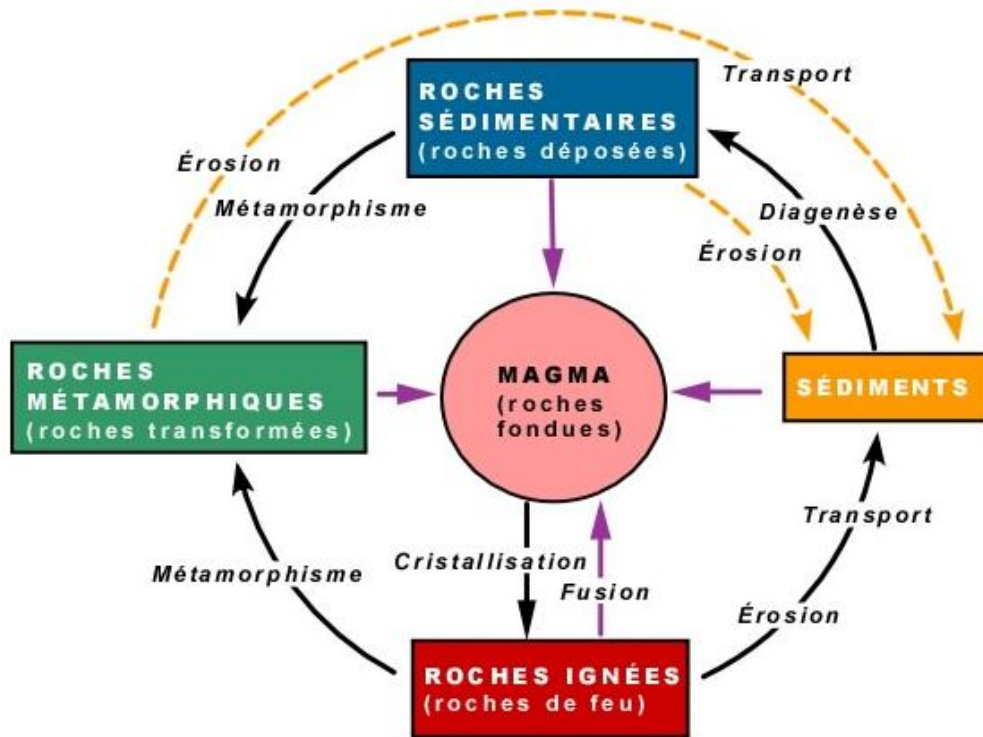 Transport
ROCHES
SÉDIMENTAIRES
(roches déposées)
Érosion
Métamorphisme
Diagenèse
Érosion
ROCHES
MÉTAMORPHIQUES
(roches transformées)
MAGMA
(roches
fondues)
SÉDIMENTS
Transport
Cristallisation
Métamorphisme
Fusion
Érosion
ROCHES IGNÉES
(roches de feu)